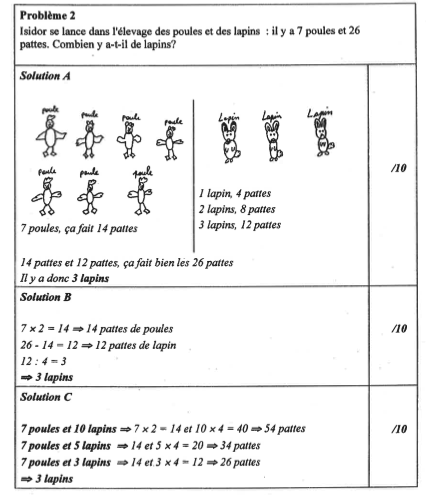 Problème 2
Isidor se lance dans l'élevage des poules et des lapins : il y a 7 poules et 26
pattes. Combien y a-t-il de lapins?
Solution A
poule
poule
poule
poule
Lapin
Lapin
Lapin
/10
poule
poule
poule
1 lapin, 4 pattes
2 lapins, 8 pattes
3 lapins, 12 pattes
7 poules, ça fait 14 pattes
14 pattes et 12 pattes, ça fait bien les 26 pattes
Il y a donc 3 lapins
Solution B
7 × 2 = 14 ⇒ 14 pattes de poules
/10
26 - 14 = 12 ⇒ 12 pattes de lapin
12 : 4 = 3
⇒ 3 lapins
Solution C
7 poules et 10 lapins ⇒ 7 × 2 = 14 et 10 × 4 = 40 ⇒ 54 pattes
/10
7 poules et 5 lapins ⇒ 14 et 5 × 4 = 20 ⇒ 34 pattes
7 poules et 3 lapins ⇒ 14 et 3 × 4 = 12 ⇒ 26 pattes
⇒ 3 lapins